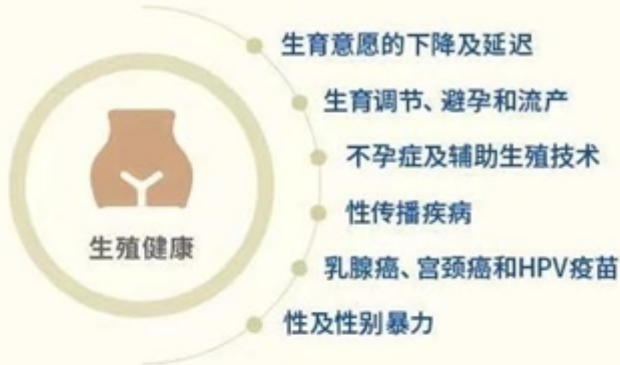 生育意愿的下降及延迟
生育调节、避孕和流产
不孕症及辅助生殖技术
性传播疾病
乳腺癌、宫颈癌和HPV疫苗
性及性别暴力
生殖健康